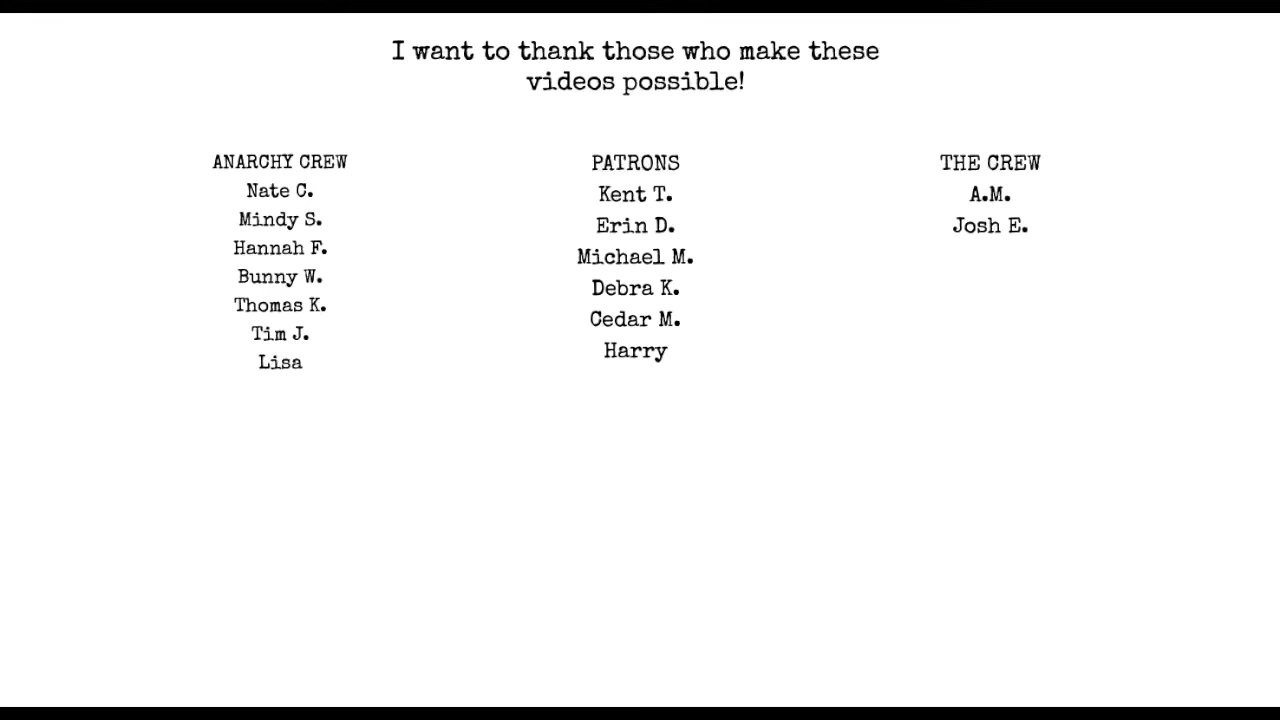 I want to thank those who make these
videos possible!
ANARCHY CREW
Nate C.
Mindy S.
Hannah F.
Bunny W.
Thomas K.
Tim J.
Lisa
PATRONS
Kent T.
Erin D.
Michael M.
Debra K.
Cedar M.
Harry
THE CREW
A.M.
Josh E.